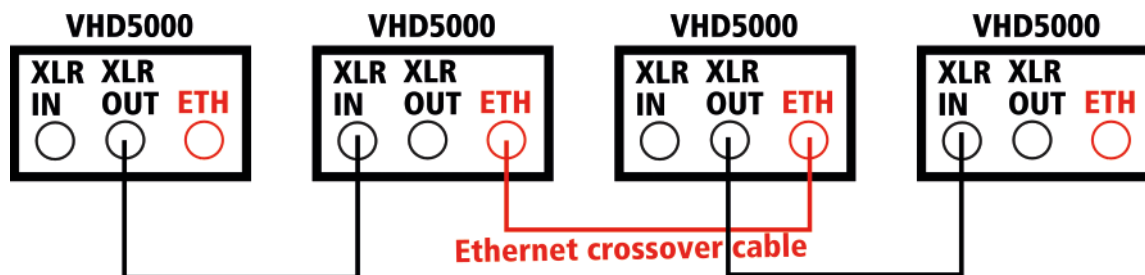 VHD5000
VHD5000
VHD5000
VHD5000
XLR XLR
IN OUT ETH
XLR XLR
IN OUT ETH
XLR XLR
IN OUT ETH
XLR XLR
IN OUT ETH
Ethernet crossover cable